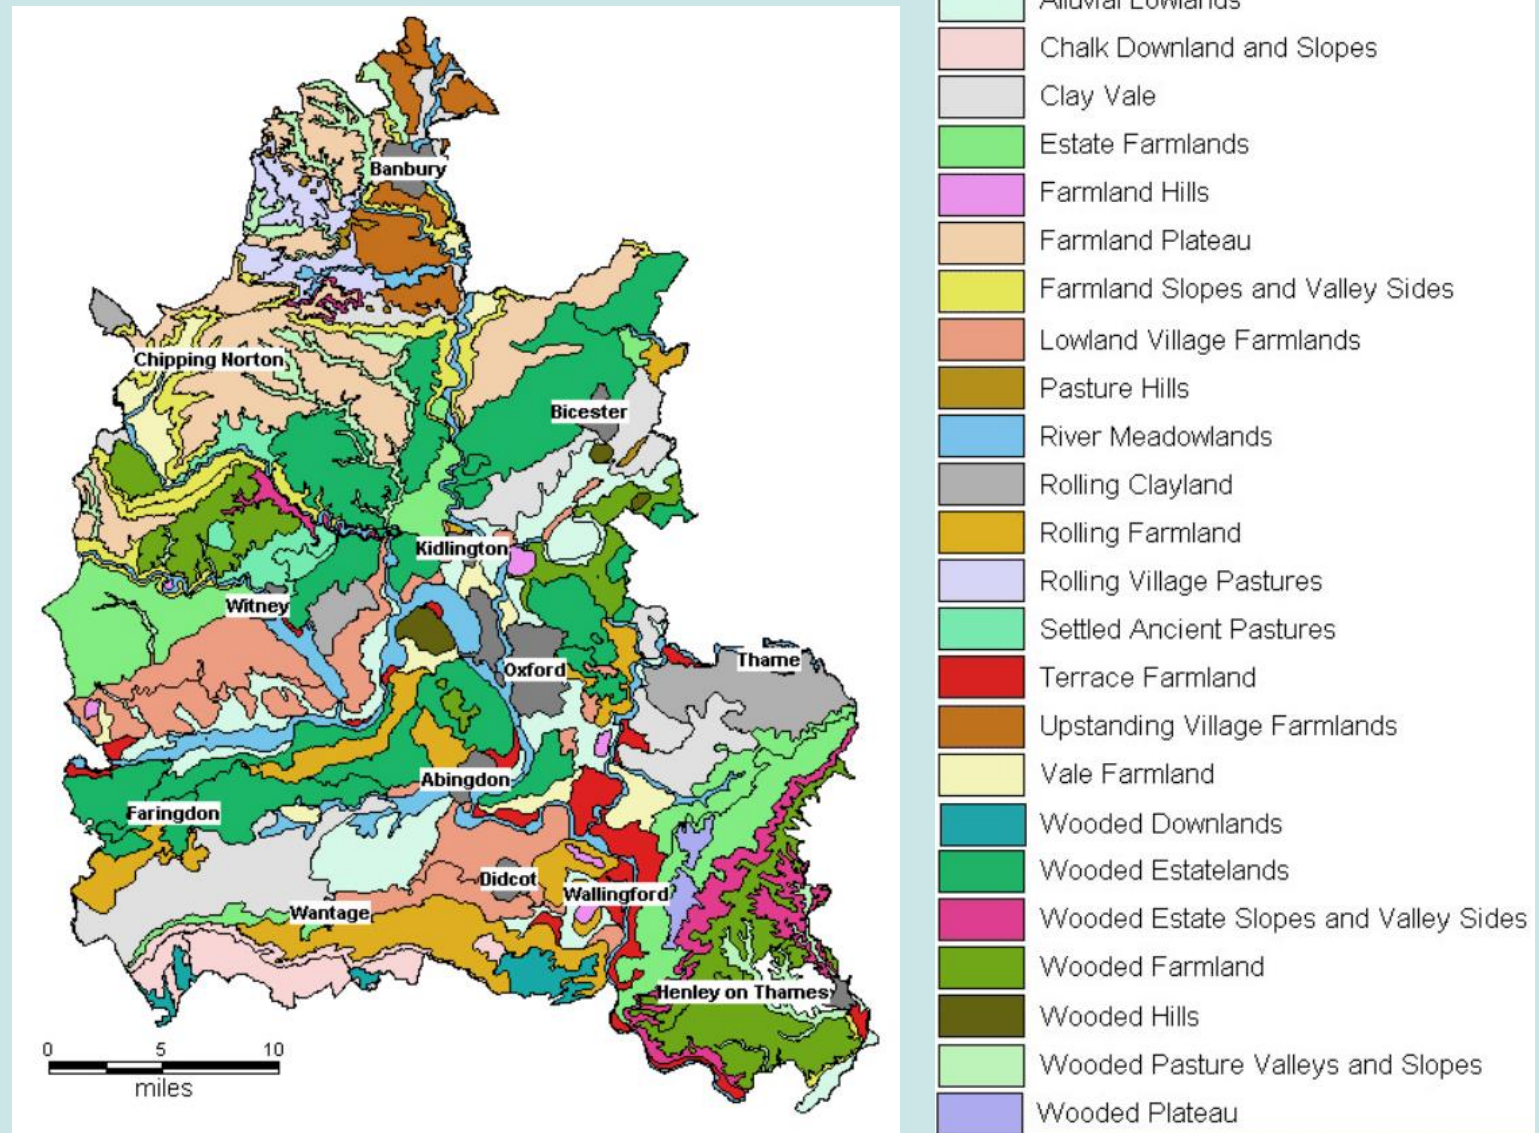 Banbury
Chipping Norton
Bicester
Kidlington
Witney
Oxford
Thame
Abingdon
Faringdon
Didcot
Wallingford
Wantage
Henley on Thames
0 5 10
miles
Alluvial Lowlands
Chalk Downland and Slopes
Clay Vale
Estate Farmlands
Farmland Hills
Farmland Plateau
Farmland Slopes and Valley Sides
Lowland Village Farmlands
Pasture Hills
River Meadowlands
Rolling Clayland
Rolling Farmland
Rolling Village Pastures
Settled Ancient Pastures
Terrace Farmland
Upstanding Village Farmlands
Vale Farmland
Wooded Downlands
Wooded Estatelands
Wooded Estate Slopes and Valley Sides
Wooded Farmland
Wooded Hills
Wooded Pasture Valleys and Slopes
Wooded Plateau